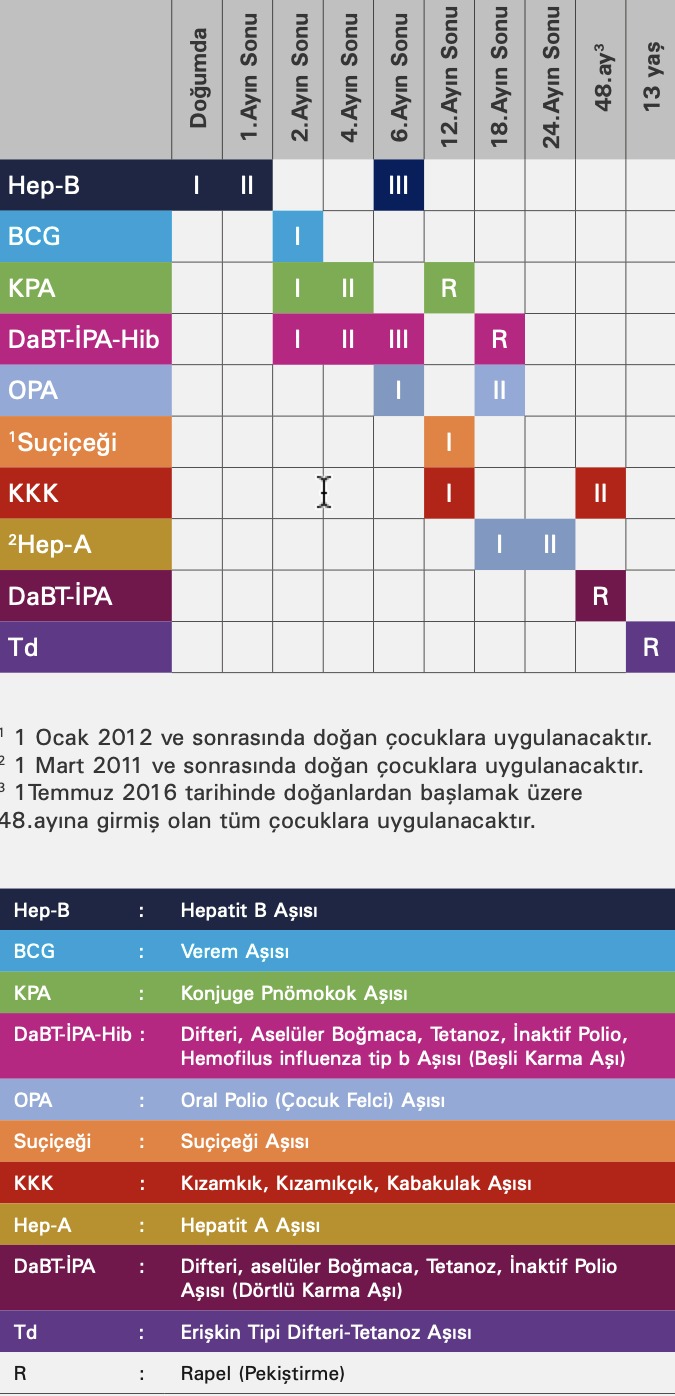 Doğumda
1.Ayın Sonu
2.Ayın Sonu
4.Ayın Sonu
6.Ayın Sonu
12.Ayın Sonu
18.Ayın Sonu
24.Ayın Sonu
48.ay³
13 yaş
Hep-B I II III
BCG I
KPA I II R
DaBT-İPA-Hib I II III R
OPA I II
¹Suçiçeği I
KKK I II
²Hep-A I II
DaBT-İPA R
Td R
¹ 1 Ocak 2012 ve sonrasında doğan çocuklara uygulanacaktır.
² 1 Mart 2011 ve sonrasında doğan çocuklara uygulanacaktır.
³ 1Temmuz 2016 tarihinde doğanlardan başlamak üzere
48.ayına girmiş olan tüm çocuklara uygulanacaktır.
Hep-B : Hepatit B Aşısı
BCG : Verem Aşısı
KPA : Konjuge Pnömokok Aşısı
DaBT-İPA-Hib : Difteri, Aselüler Boğmaca, Tetanoz, İnaktif Polio,
Hemofilus influenza tip b Aşısı (Beşli Karma Aşı)
OPA : Oral Polio (Çocuk Felci) Aşısı
Suçiçeği : Suçiçeği Aşısı
KKK : Kızamkık, Kızamıkçık, Kabakulak Aşısı
Hep-A : Hepatit A Aşısı
DaBT-İPA : Difteri, aselüler Boğmaca, Tetanoz, İnaktif Polio
Aşısı (Dörtlü Karma Aşı)
Td : Erişkin Tipi Difteri-Tetanoz Aşısı
R : Rapel (Pekiştirme)